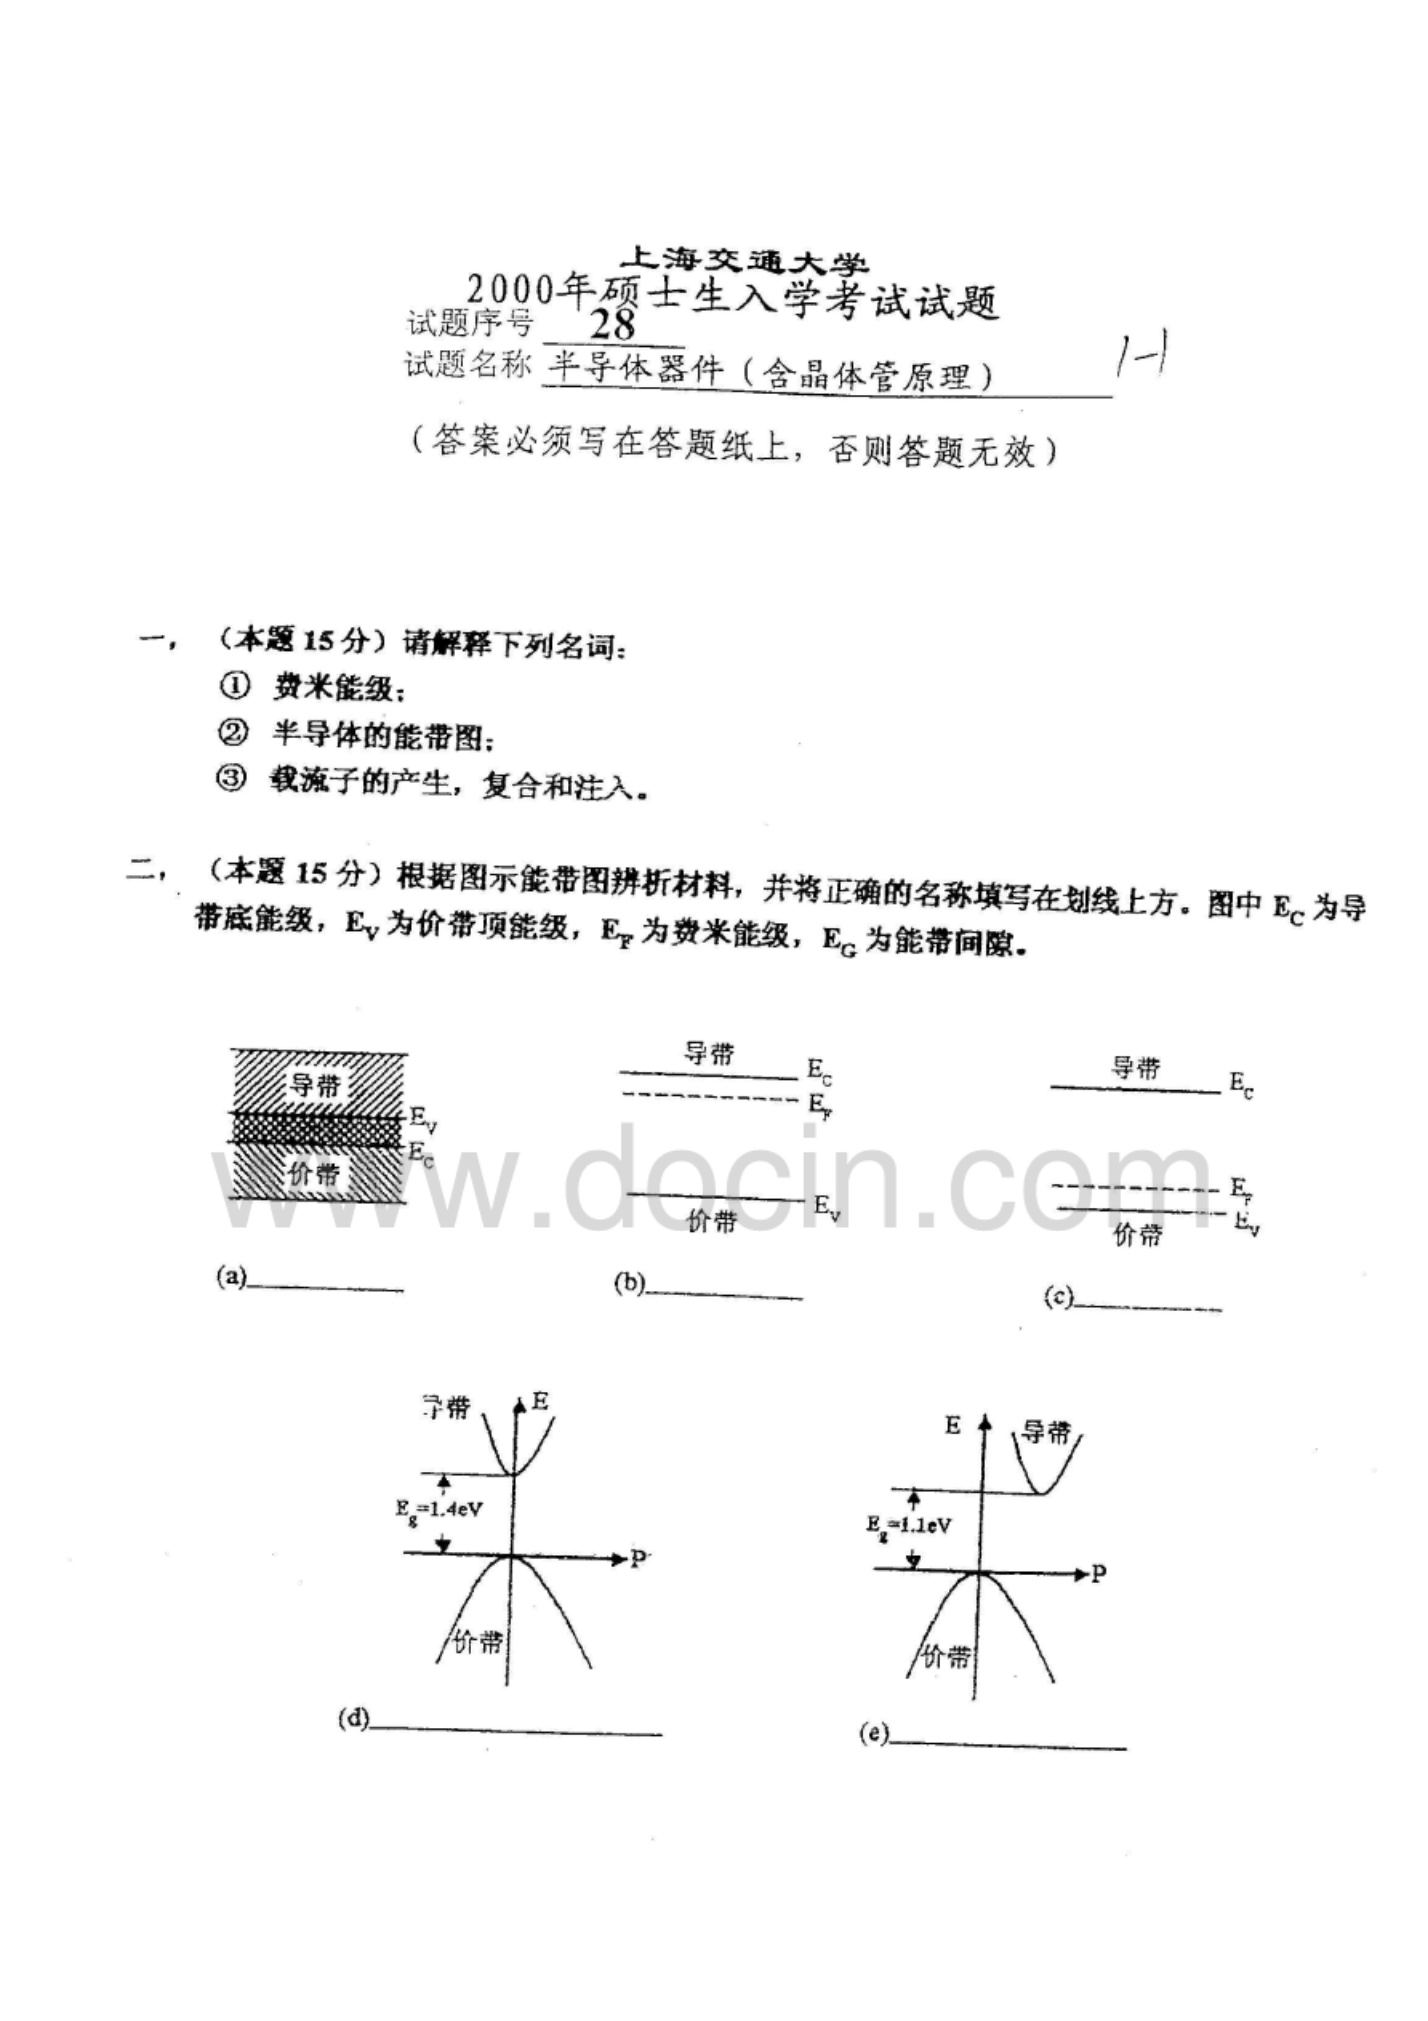 上海交通大学
2000年硕士生入学考试试题
试题序号 28
试题名称 半导体器件(含晶体管原理)
1-1
(答案必须写在答题纸上,否则答题无效)
一,(本题15分)请解释下列名词:
① 费米能级;
② 半导体的能带图;
③ 载流子的产生,复合和注入。
二,(本题15分)根据图示能带图辨析材料,并将正确的名称填写在划线上方。图中 E_C 为导
带底能级,E_V 为价带顶能级,E_F 为费米能级,E_G 为能带间隙。
导带
E_V
E_C
价带
(a)
导带
E_C
E_F
E_V
价带
(b)
导带
E_C
E_F
E_V
价带
(c)
www.docin.com
导带
E
E_g=1.4eV
P
价带
(d)
E
导带
E_g=1.1eV
P
价带
(e)